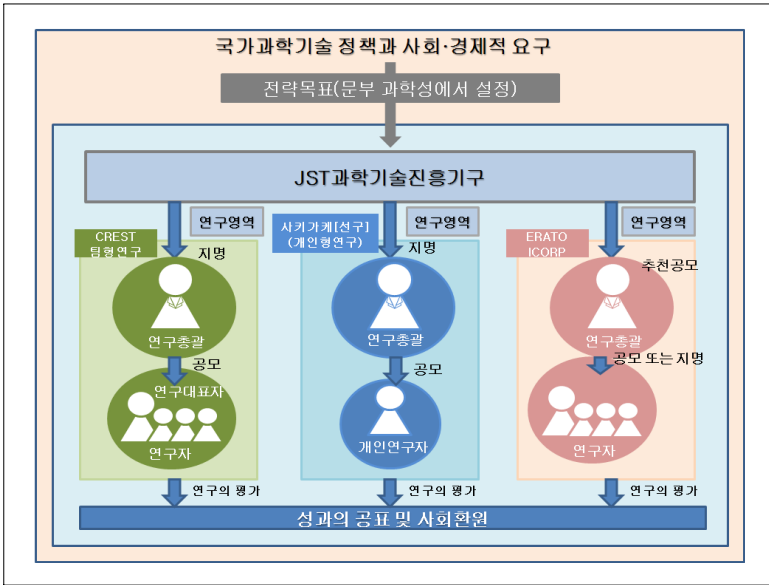 국가과학기술 정책과 사회·경제적 요구
전략목표(문부 과학성에서 설정)
JST과학기술진흥기구
연구영역
CREST
팀형연구
지명
연구총괄
공모
연구대표자
연구자
연구의 평가
연구영역
사키가케[선구]
(개인형연구)
지명
연구총괄
공모
개인연구자
연구의 평가
연구영역
ERATO
ICORP
추천공모
연구총괄
공모 또는 지명
연구자
연구의 평가
성과의 공표 및 사회환원